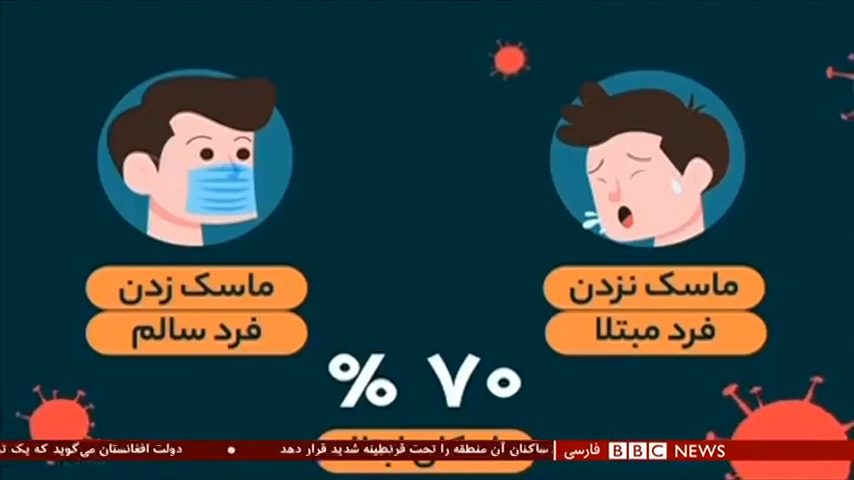 ماسک نزدن
فرد مبتلا
ماسک زدن
فرد سالم
۷۰ %
BBC NEWS فارسی
ساکنان آن منطقه را تحت قرنطینه شدید قرار دهد • دولت افغانستان می‌گوید که یک